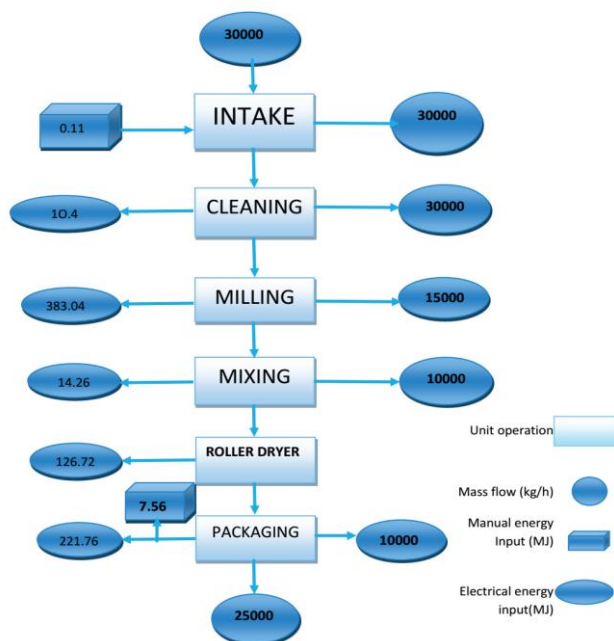 30000
INTAKE
0.11
30000
CLEANING
1O.4
30000
MILLING
383.04
15000
MIXING
14.26
10000
ROLLER DRYER
126.72
7.56
PACKAGING
221.76
10000
25000
Unit operation
Mass flow (kg/h)
Manual energy
Input (MJ)
Electrical energy
input(MJ)